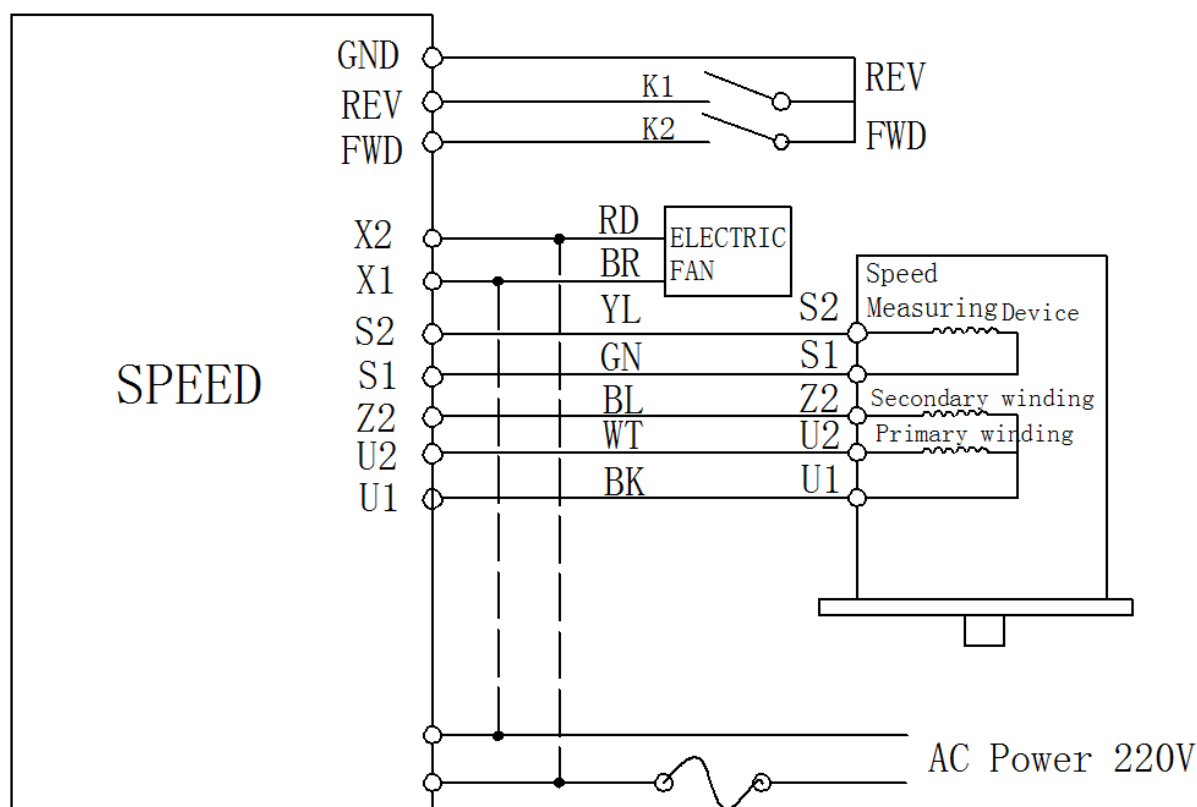 GND
REV
FWD
K1
K2
REV
FWD
X2
X1
S2
S1
Z2
U2
U1
SPEED
RD
BR
YL
GN
BL
WT
BK
ELECTRIC
FAN
S2
S1
Z2
U2
U1
Speed
Measuring Device
Secondary winding
Primary winding
AC Power 220V